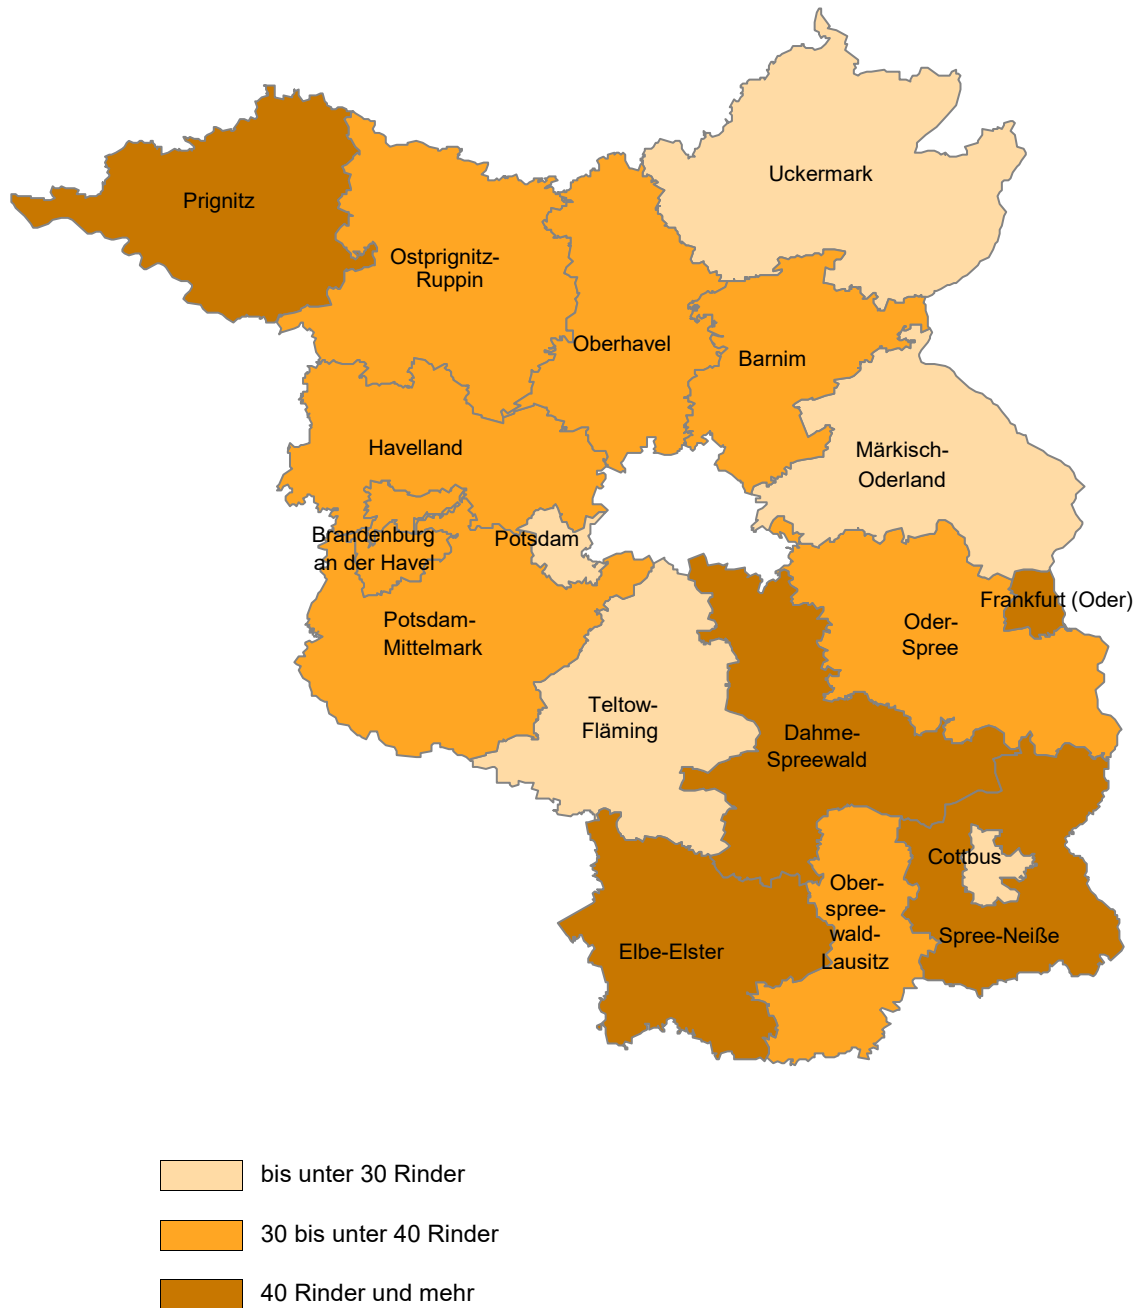 Uckermark
Prignitz
Ostprignitz-
Ruppin
Oberhavel
Barnim
Havelland
Märkisch-
Oderland
Brandenburg
an der Havel
Potsdam
Frankfurt (Oder)
Potsdam-
Mittelmark
Oder-
Spree
Teltow-
Fläming
Dahme-
Spreewald
Cottbus
Ober-
spree-
wald-
Lausitz
Spree-Neiße
Elbe-Elster
bis unter 30 Rinder
30 bis unter 40 Rinder
40 Rinder und mehr